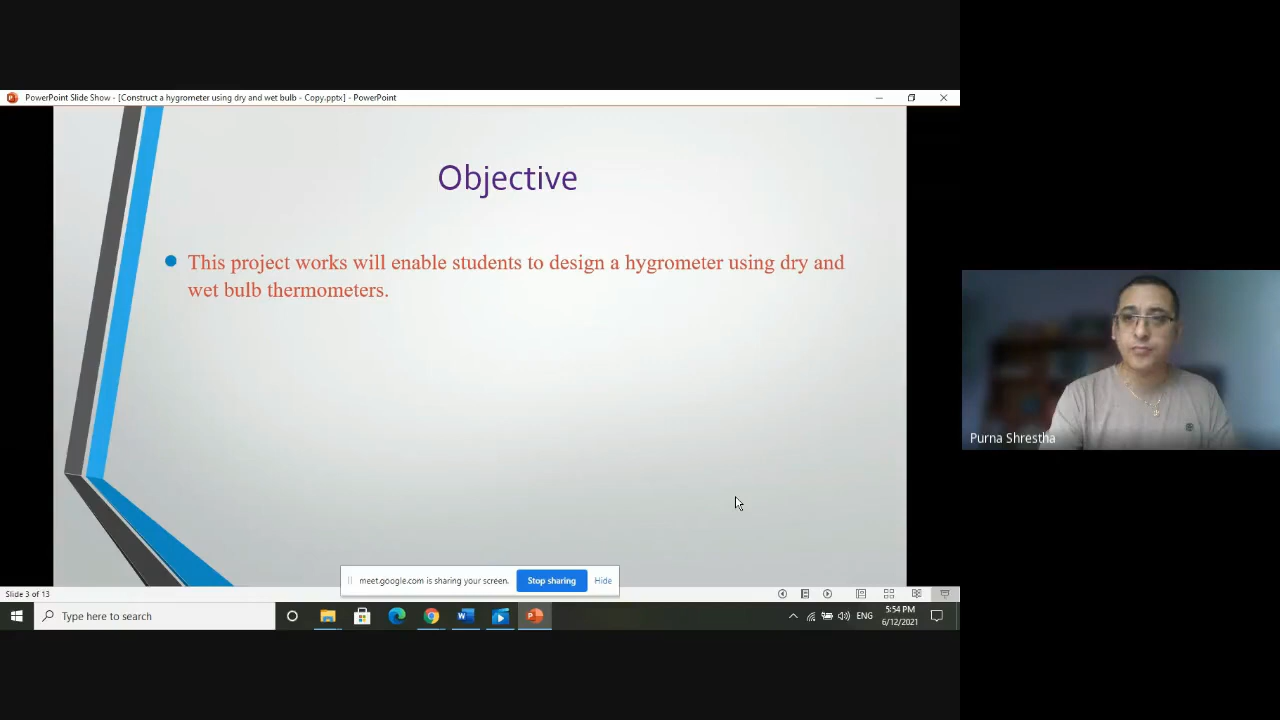 PowerPoint Slide Show - [Construct a hygrometer using dry and wet bulb - Copy.pptx] - PowerPoint
Objective
This project works will enable students to design a hygrometer using dry and
wet bulb thermometers.
Purna Shrestha
meet.google.com is sharing your screen.
Stop sharing
Hide
Slide 3 of 13
Type here to search
ENG
5:54 PM
6/12/2021